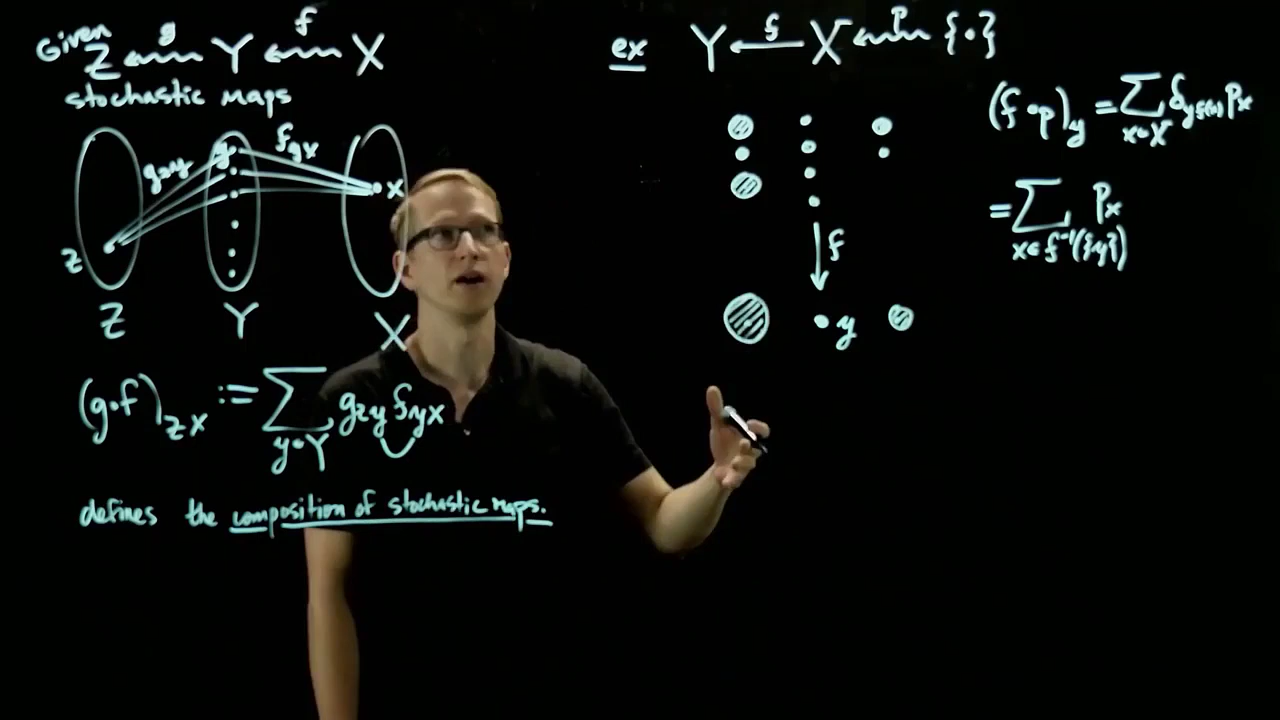 Given
Z ⟵ g Y ⟵ f X
stochastic maps
g_zy y f_yx x
z
Z Y X
(g∘f)_zx := ∑_{y∈Y} g_zy f_yx
defines the composition of stochastic maps.
ex Y ⟵ f X ⟵ p {•}
(f∘p)_y = ∑_{x∈X} δ_{yf(x)} p_x
= ∑_{x∈f⁻¹({y})} p_x
f
y